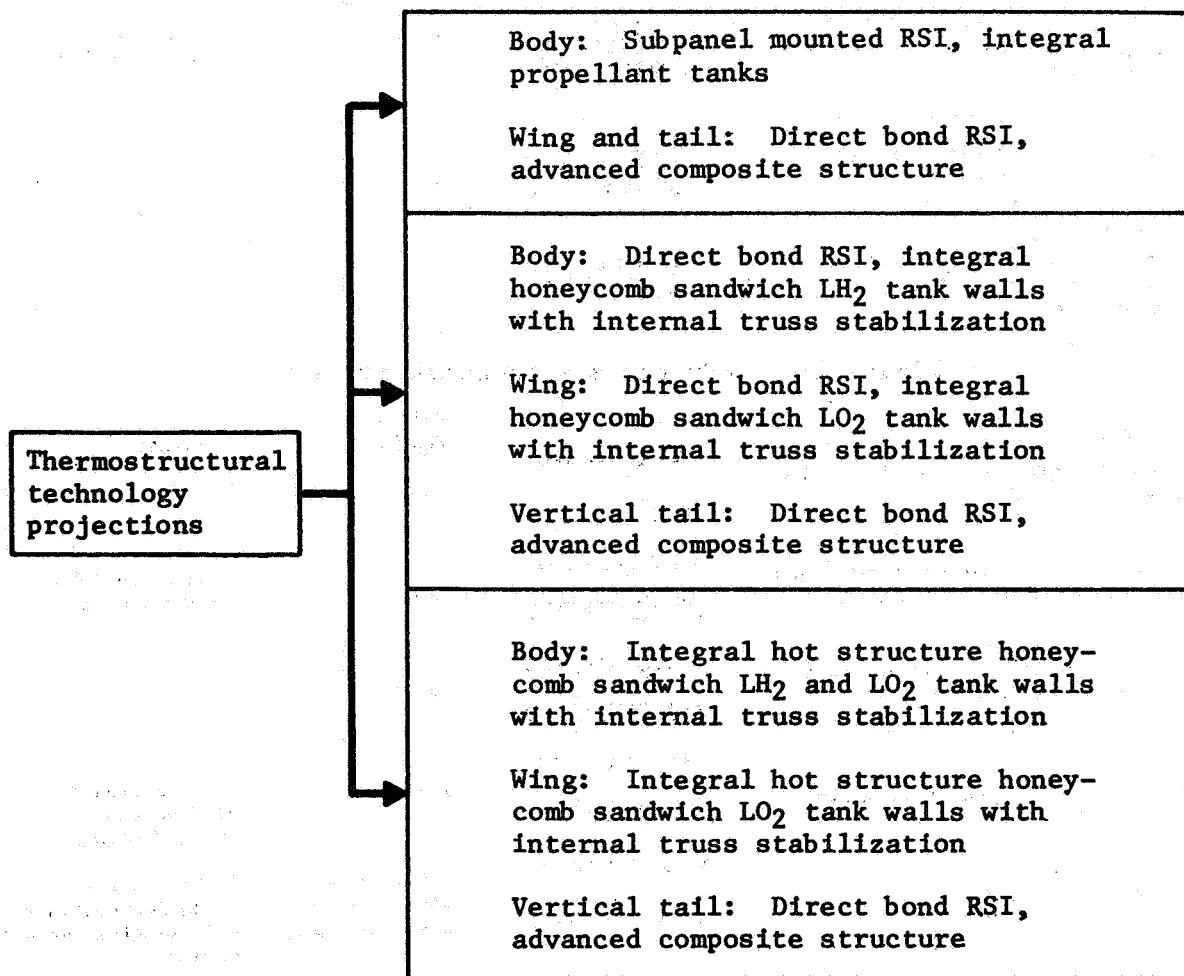 Body: Subpanel mounted RSI, integral
propellant tanks
Wing and tail: Direct bond RSI,
advanced composite structure
Body: Direct bond RSI, integral
honeycomb sandwich LH2 tank walls
with internal truss stabilization
Wing: Direct bond RSI, integral
honeycomb sandwich LO2 tank walls
with internal truss stabilization
Vertical tail: Direct bond RSI,
advanced composite structure
Thermostructural
technology
projections
Body: Integral hot structure honey-
comb sandwich LH2 and LO2 tank walls
with internal truss stabilization
Wing: Integral hot structure honey-
comb sandwich LO2 tank walls with
internal truss stabilization
Vertical tail: Direct bond RSI,
advanced composite structure